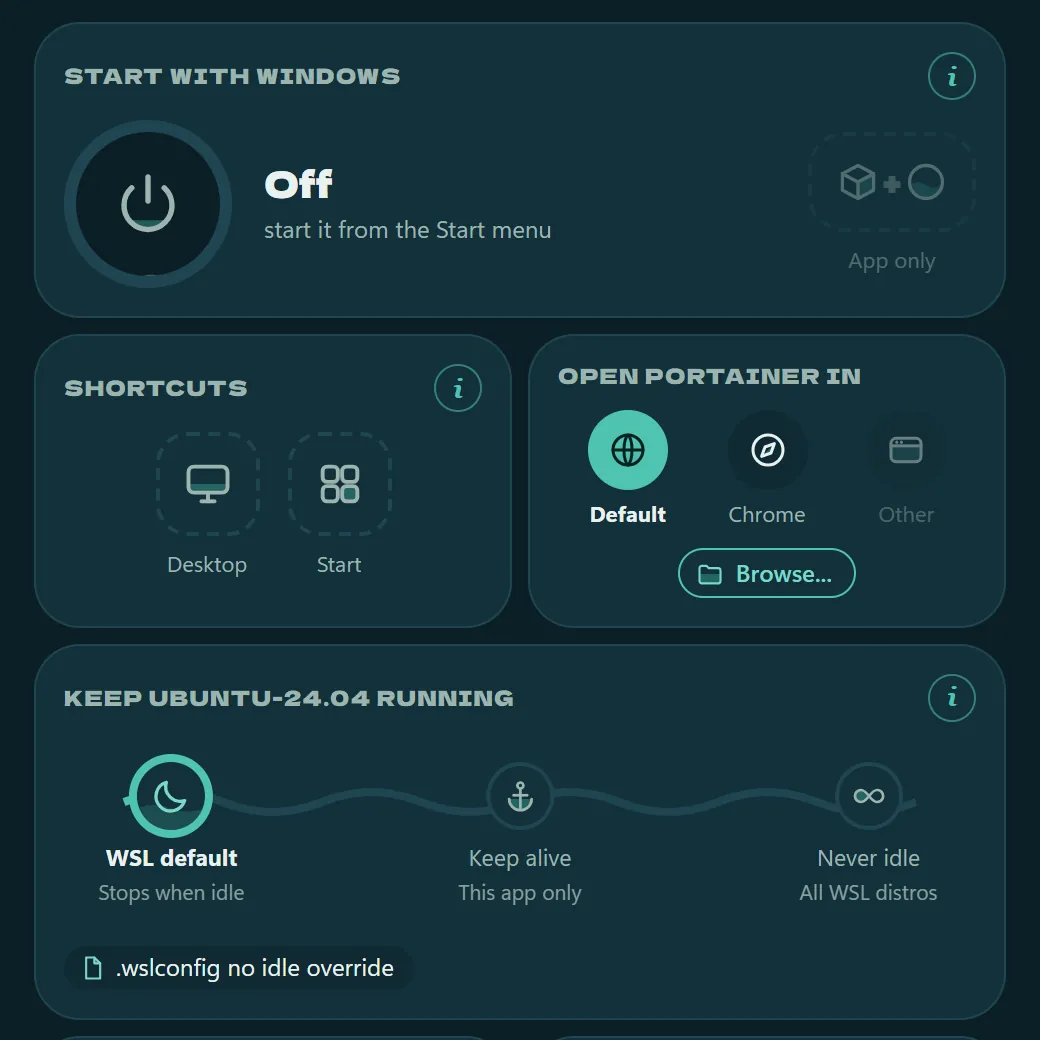 START WITH WINDOWS
i
Off
start it from the Start menu
App only
SHORTCUTS
i
Desktop
Start
OPEN PORTAINER IN
Default
Chrome
Other
Browse...
KEEP UBUNTU-24.04 RUNNING
i
WSL default
Stops when idle
Keep alive
This app only
Never idle
All WSL distros
.wslconfig no idle override